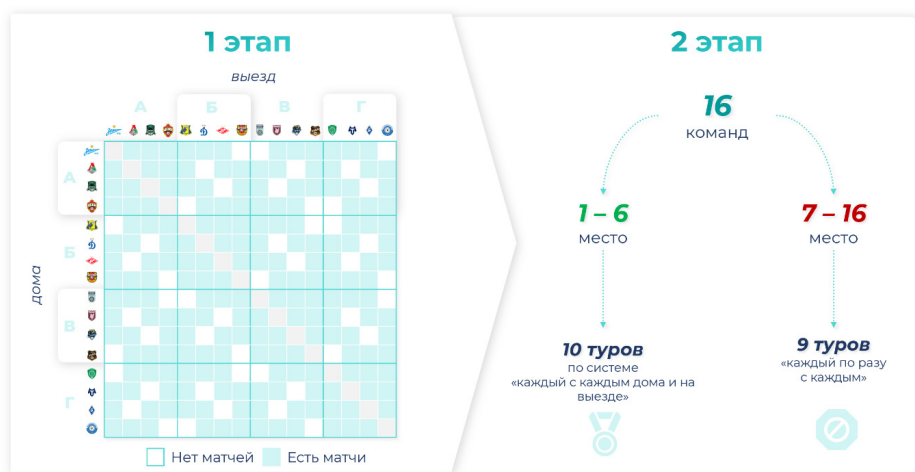 1 этап
выезд
А Б В Г
дома
А
Б
В
Г
Нет матчей Есть матчи
2 этап
16
команд
1 – 6
место
7 – 16
место
10 туров
по системе
«каждый с каждым дома и на
выезде»
9 туров
«каждый по разу
с каждым»